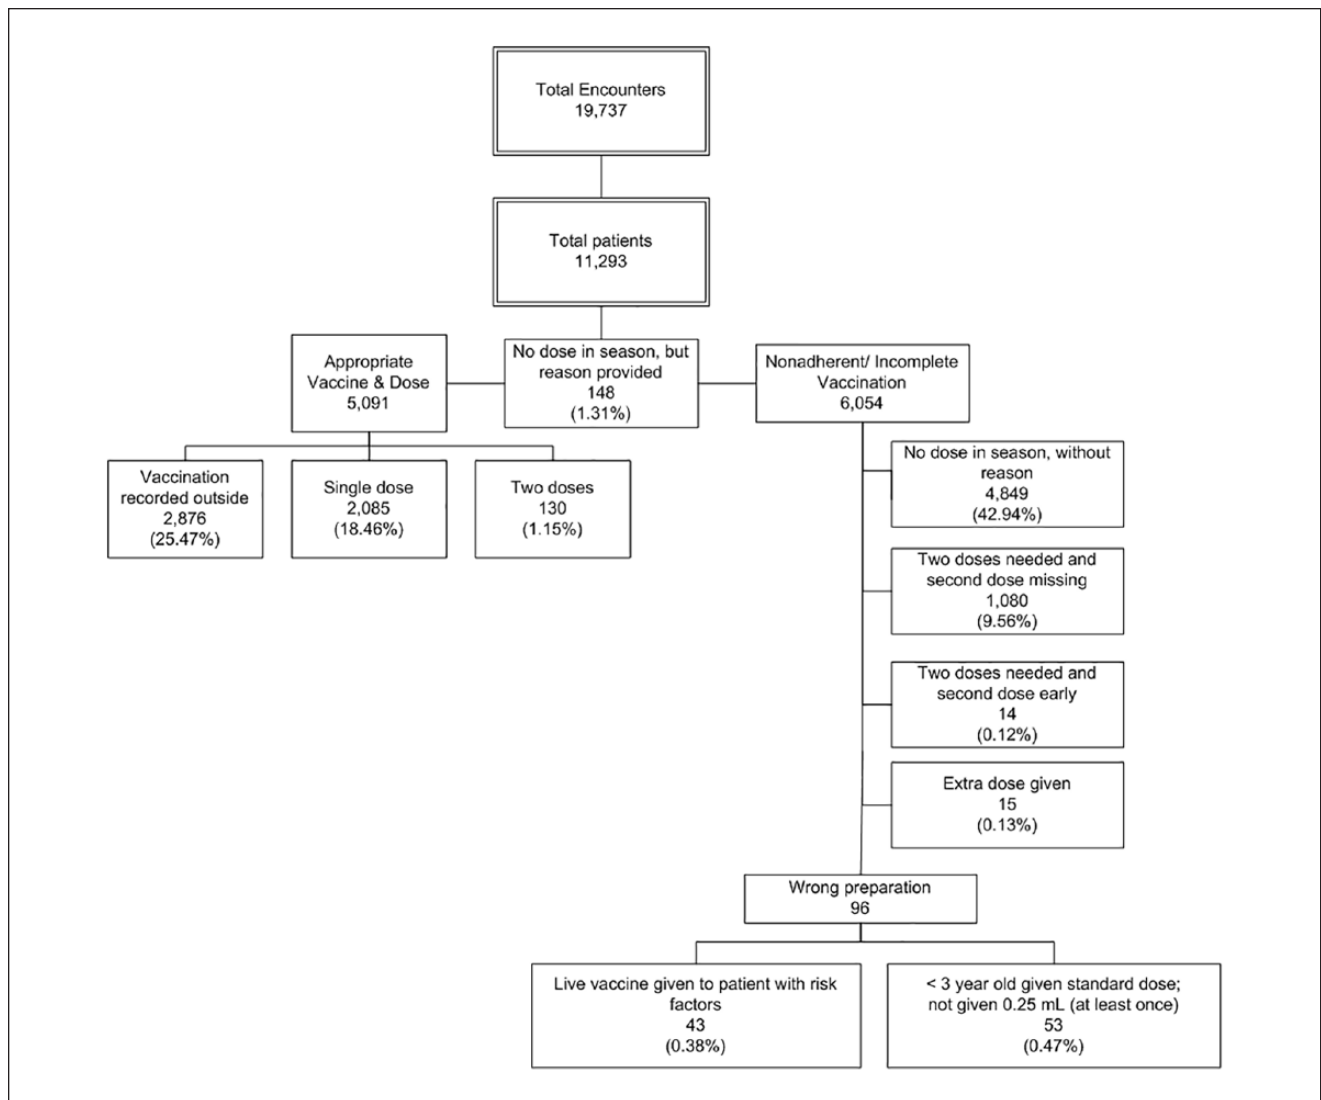 Total Encounters
19,737
Total patients
11,293
Appropriate
Vaccine & Dose
5,091
No dose in season, but
reason provided
148
(1.31%)
Nonadherent/ Incomplete
Vaccination
6,054
Vaccination
recorded outside
2,876
(25.47%)
Single dose
2,085
(18.46%)
Two doses
130
(1.15%)
No dose in season, without
reason
4,849
(42.94%)
Two doses needed and
second dose missing
1,080
(9.56%)
Two doses needed and
second dose early
14
(0.12%)
Extra dose given
15
(0.13%)
Wrong preparation
96
Live vaccine given to patient with risk
factors
43
(0.38%)
< 3 year old given standard dose;
not given 0.25 mL (at least once)
53
(0.47%)